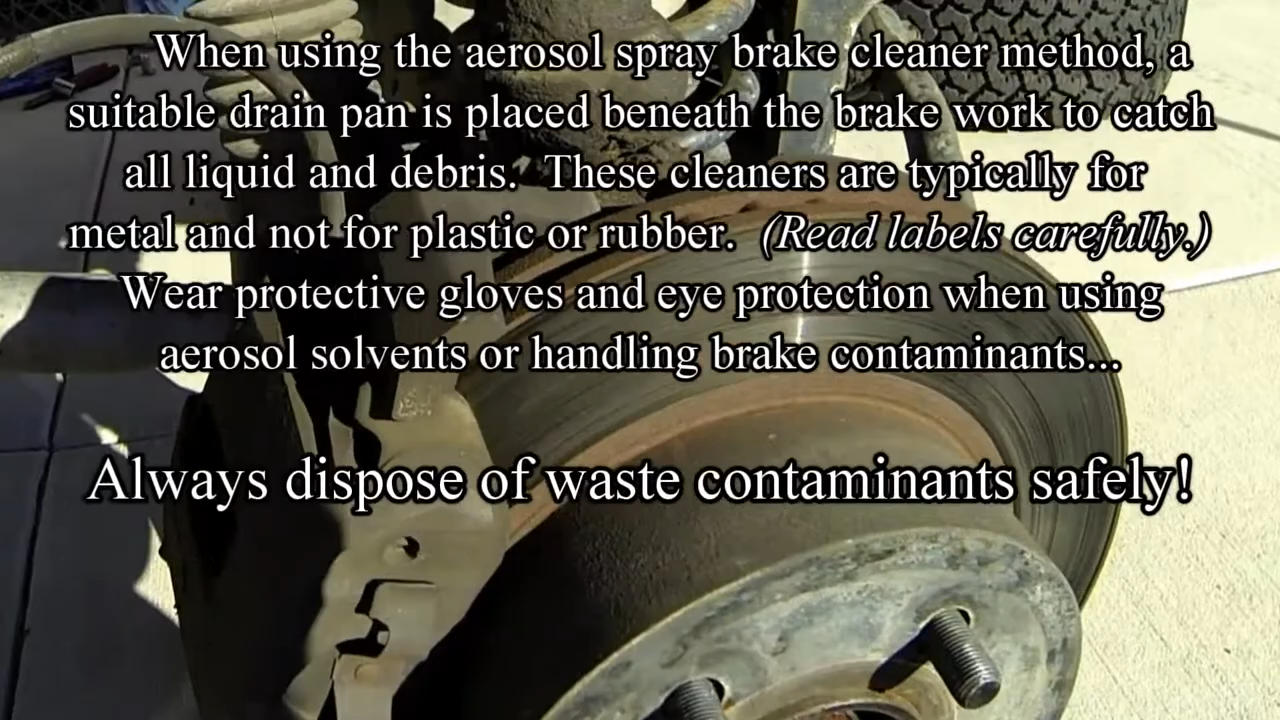 When using the aerosol spray brake cleaner method, a
suitable drain pan is placed beneath the brake work to catch
all liquid and debris.  These cleaners are typically for
metal and not for plastic or rubber.  (Read labels carefully.)
Wear protective gloves and eye protection when using
aerosol solvents or handling brake contaminants...
Always dispose of waste contaminants safely!